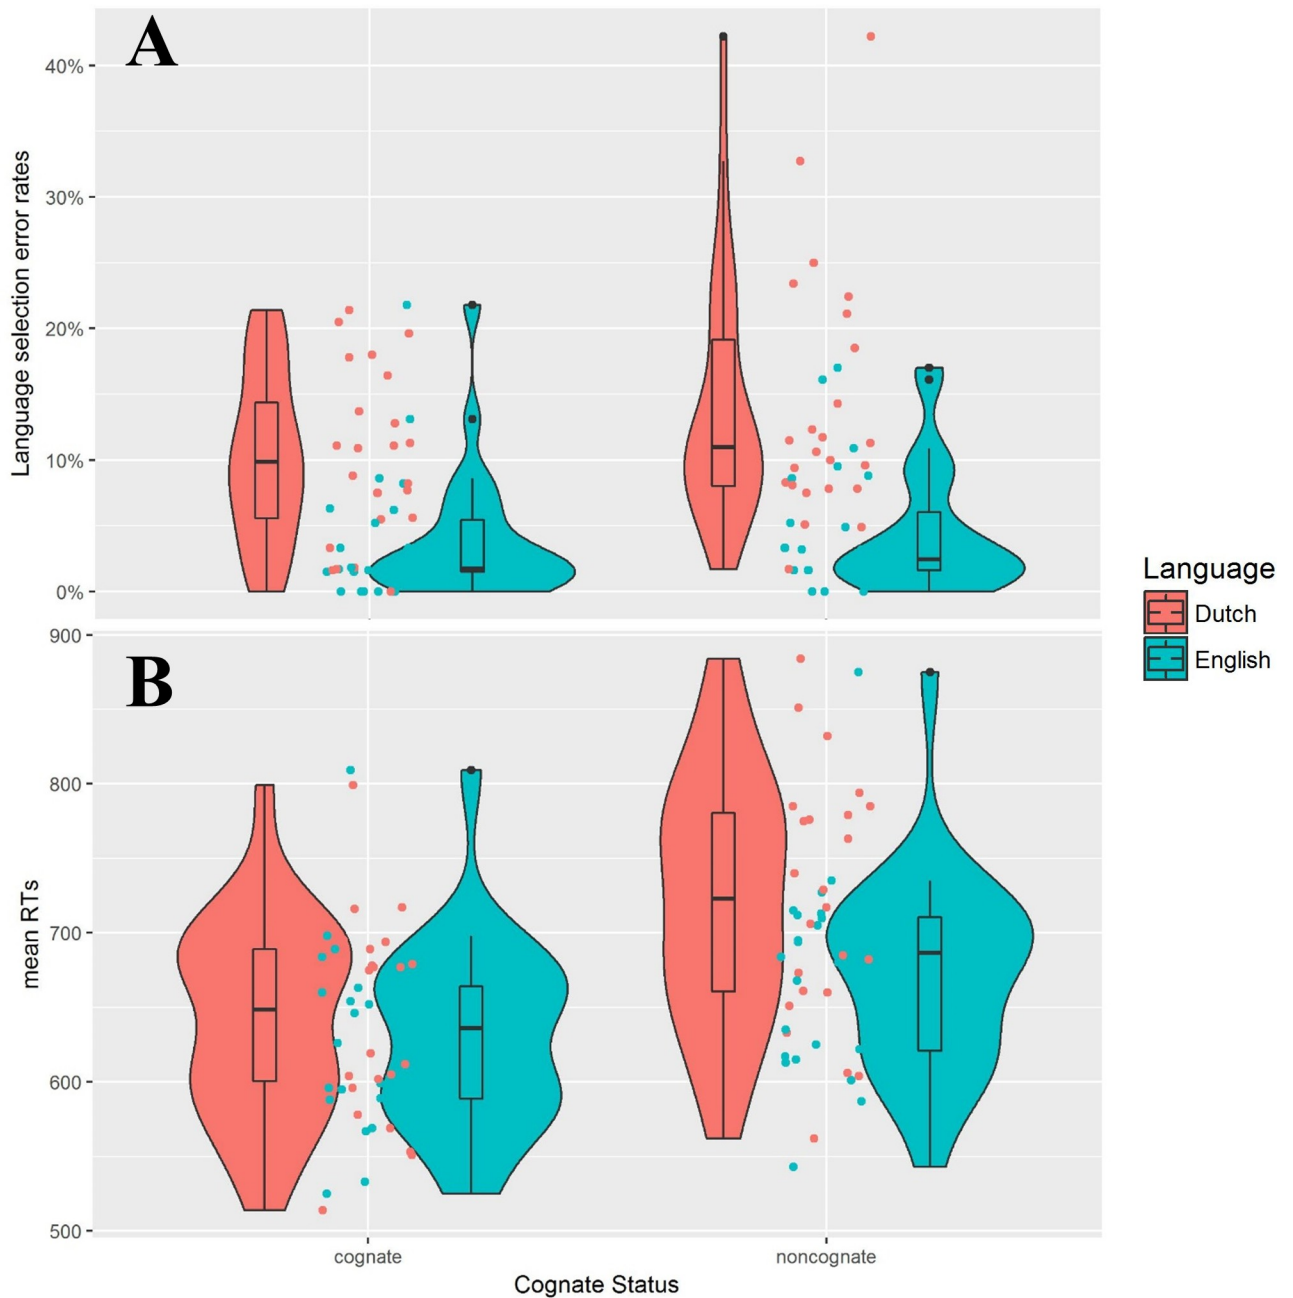 A
Language selection error rates
40%
30%
20%
10%
0%
B
mean RTs
900
800
700
600
500
cognate
noncognate
Cognate Status
Language
Dutch
English